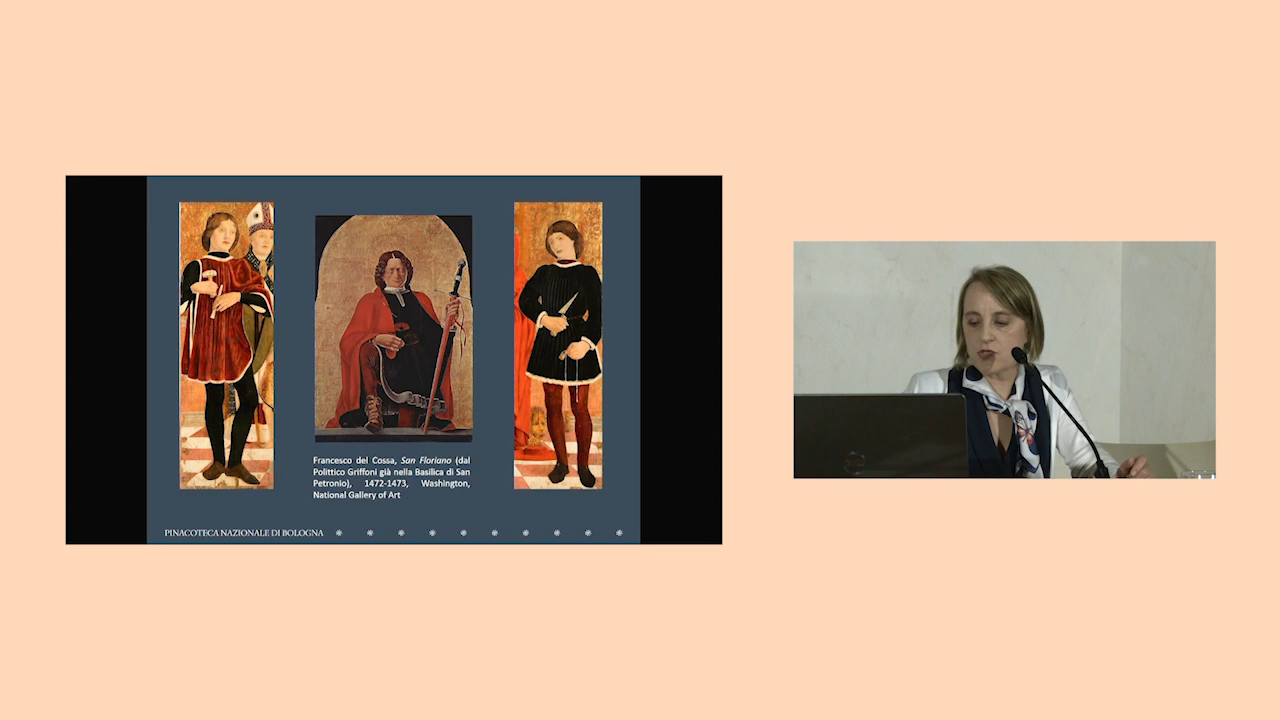 Francesco del Cossa, San Floriano (dal
Polittico Griffoni già nella Basilica di San
Petronio), 1472-1473, Washington,
National Gallery of Art
PINACOTECA NAZIONALE DI BOLOGNA